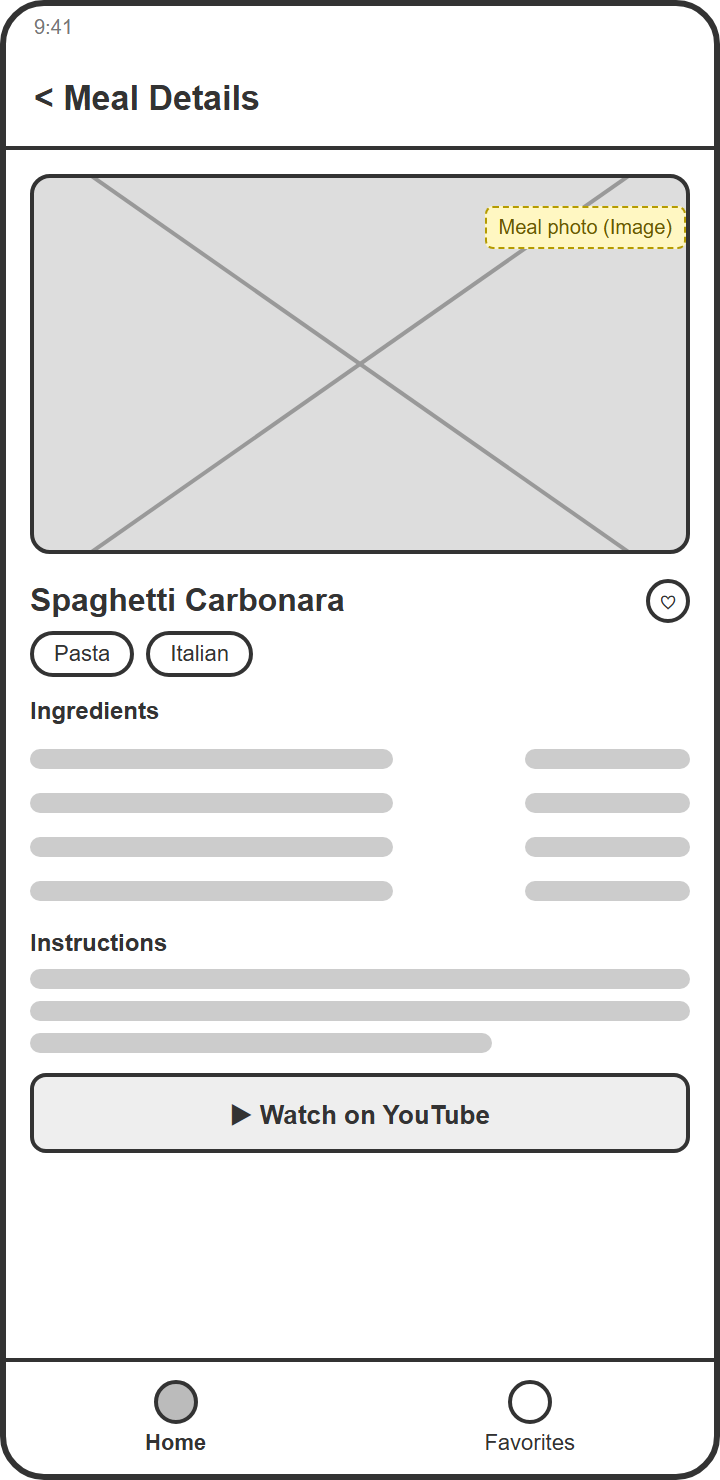 9:41
< Meal Details
Meal photo (Image)
Spaghetti Carbonara
Pasta Italian
Ingredients
Instructions
▶ Watch on YouTube
Home Favorites